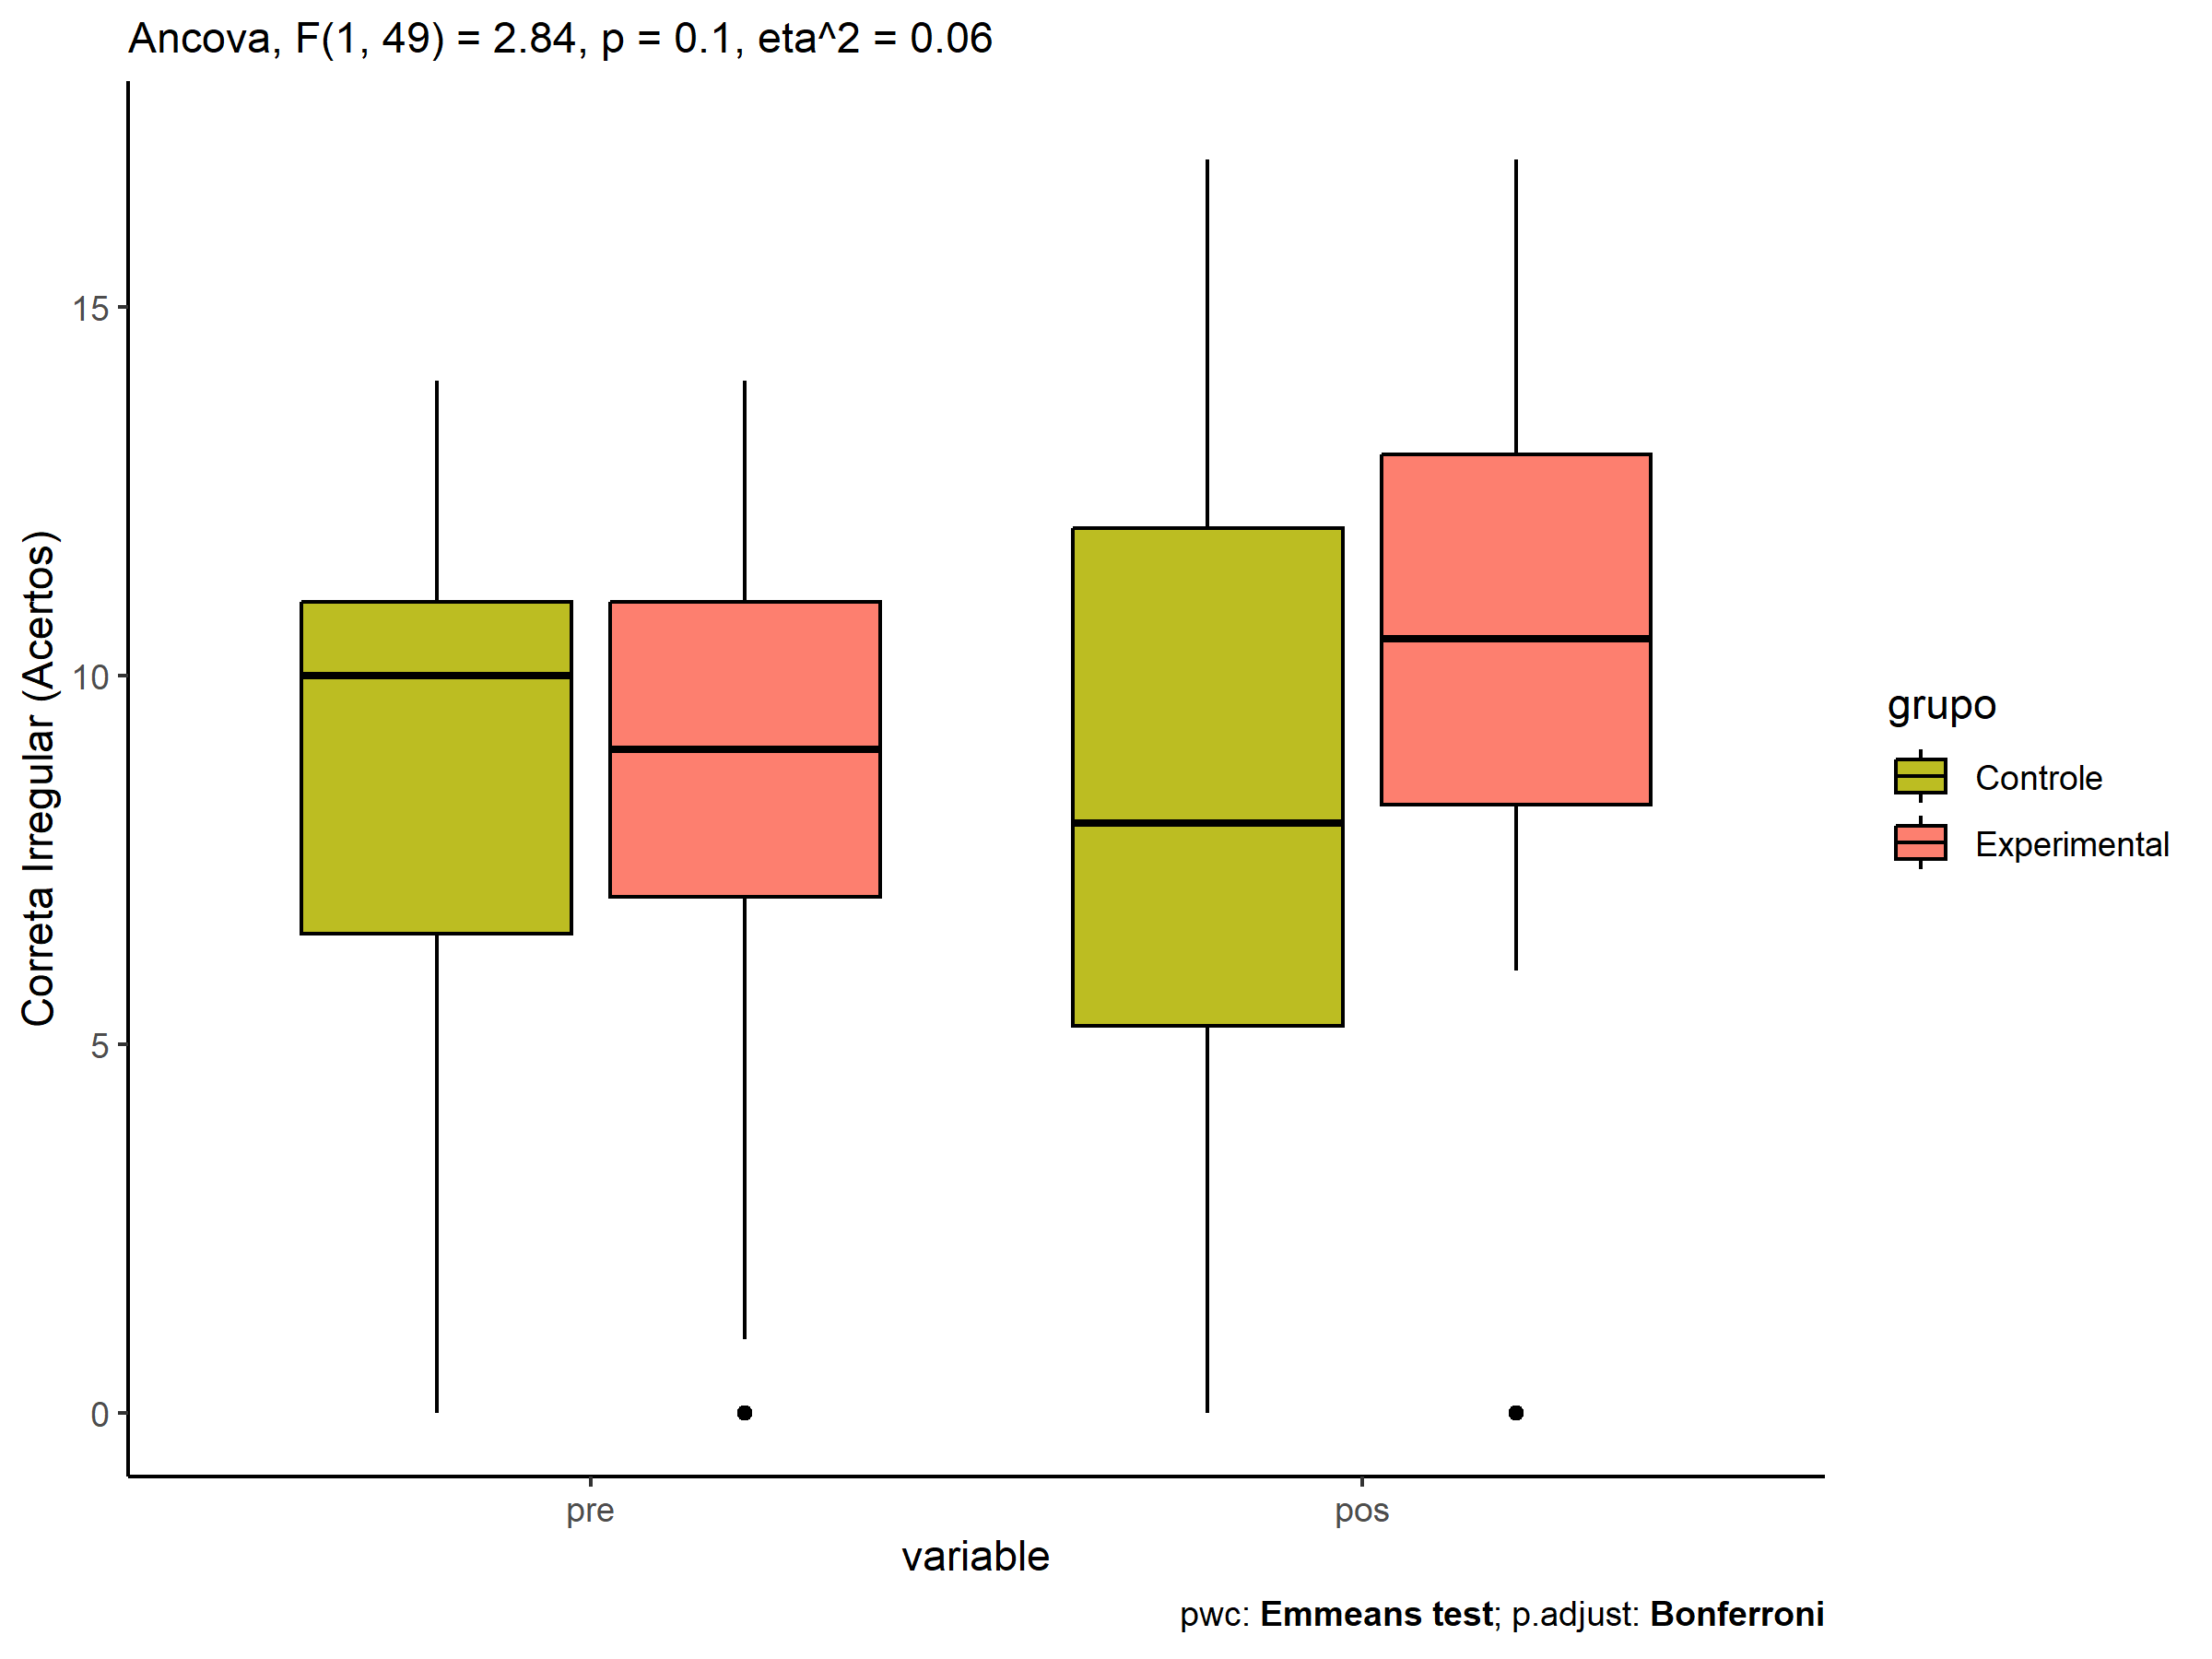 Ancova, F(1, 49) = 2.84, p = 0.1, eta^2 = 0.06
Correta Irregular (Acertos)
15
10
5
0
pre
pos
variable
grupo
Controle
Experimental
pwc: Emmeans test; p.adjust: Bonferroni